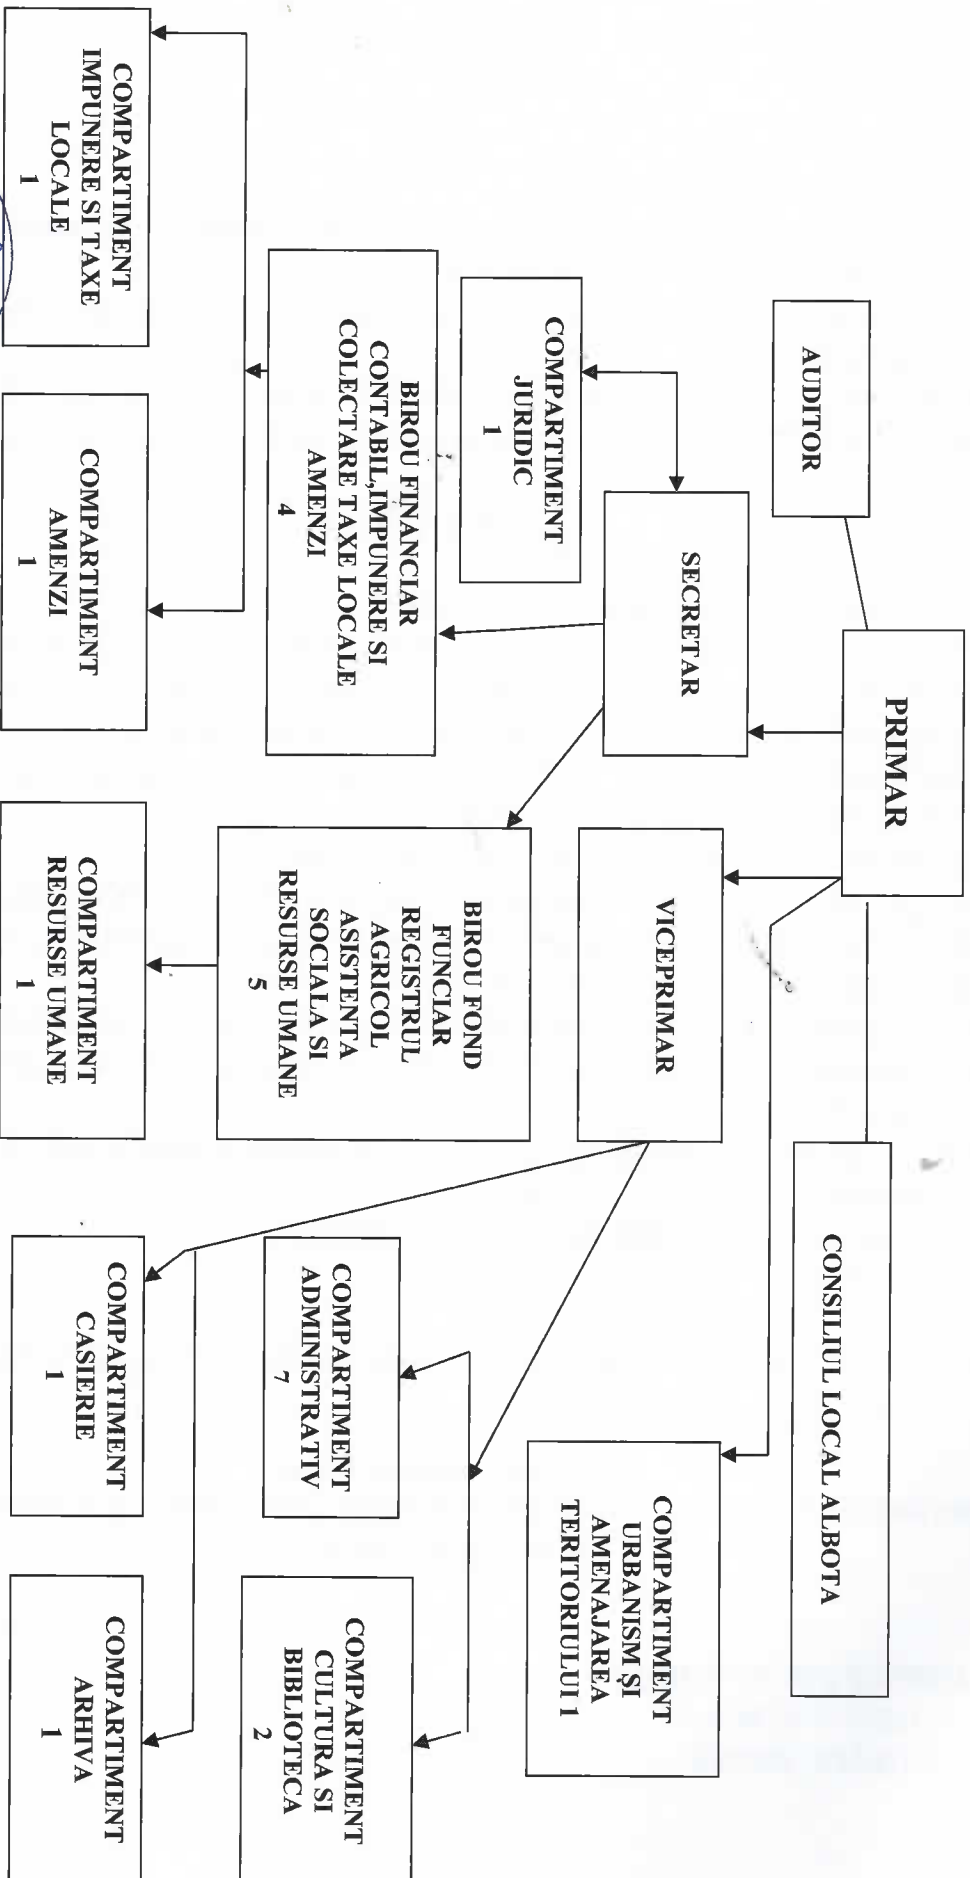 PRIMAR
CONSILIUL LOCAL ALBOTA
AUDITOR
SECRETAR
VICEPRIMAR
COMPARTIMENT
URBANISM ȘI
AMENAJAREA
TERITORIULUI 1
COMPARTIMENT
JURIDIC
1
BIROU FINANCIAR
CONTABIL,IMPUNERE SI
COLECTARE TAXE LOCALE
AMENZI
4
BIROU FOND
FUNCIAR
REGISTRUL
AGRICOL
ASISTENTA
SOCIALA SI
RESURSE UMANE
5
COMPARTIMENT
ADMINISTRATIV
7
COMPARTIMENT
CULTURA SI
BIBLIOTECA
2
COMPARTIMENT
IMPUNERE SI TAXE
LOCALE
1
COMPARTIMENT
AMENZI
1
COMPARTIMENT
RESURSE UMANE
1
COMPARTIMENT
CASIERIE
1
COMPARTIMENT
ARHIVA
1